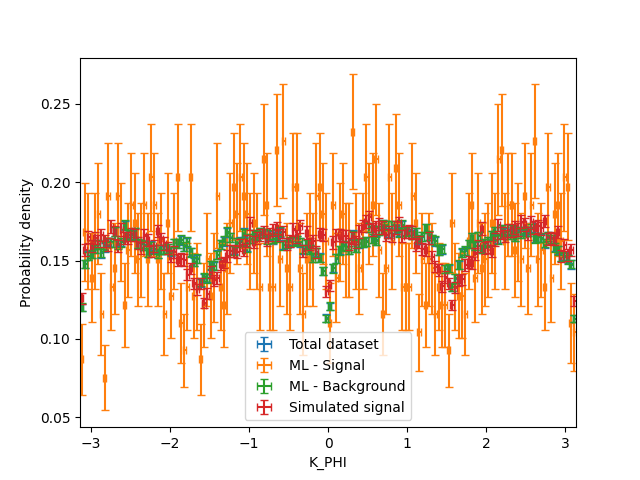 Probability density
0.25
0.20
0.15
0.10
0.05
Total dataset
ML - Signal
ML - Background
Simulated signal
−3 −2 −1 0 1 2 3
K_PHI